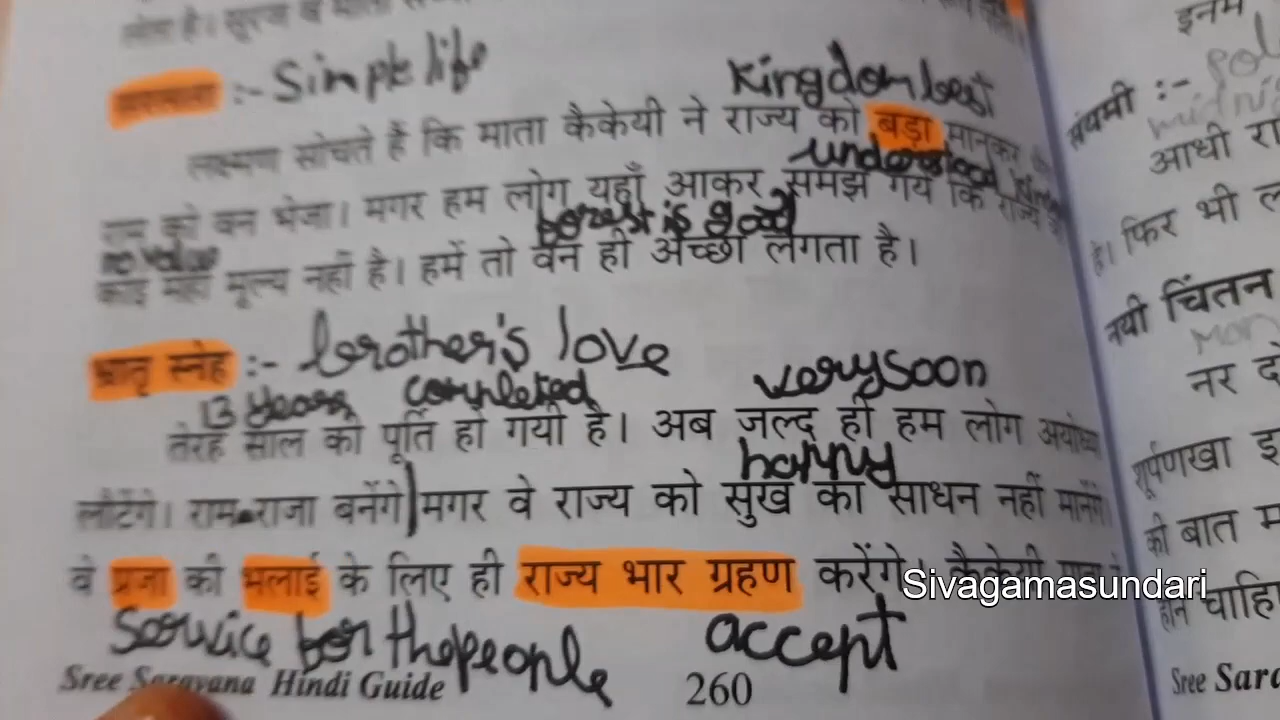 :- Simple life
Kingdom best
लक्ष्मण सोचते हैं कि माता कैकेयी ने राज्य को बड़ा मानकर
understood
राम को वन भेजा। मगर हम लोग यहाँ आकर समझ गये कि राज्य
no value forest is good
कोई मूल्य नहीं है। हमें तो वन ही अच्छा लगता है।
भ्रातृ स्नेह :- brother's love
13 years completed very soon
तेरह साल की पूर्ति हो गयी है। अब जल्द ही हम लोग अयोध्या
happy
लौटेंगे। राम राजा बनेंगे मगर वे राज्य को सुख का साधन नहीं मानेंगे।
वे प्रजा की भलाई के लिए ही राज्य भार ग्रहण करेंगे। कैकेयी
Sivagamasundari
Service for the people accept
Sree Saravana Hindi Guide 260
इनमें
संयमी :-
आधी
है। फिर भी
नयी चिंतन
नर
शूर्पणखा
की बात
होने चाहि
Sree Sara